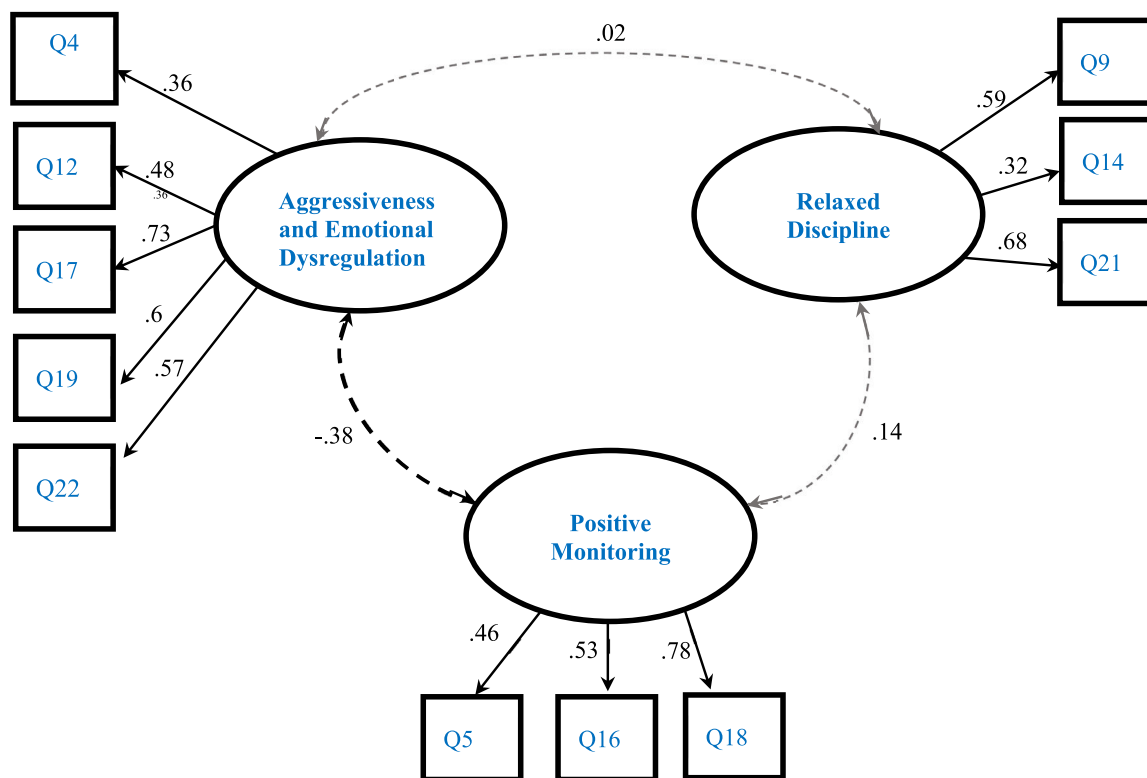 Q4
.36
.02
Q9
.59
Q12
.48
.36
Aggressiveness
and Emotional
Dysregulation
Relaxed
Discipline
.32
Q14
Q17
.73
.68
Q21
Q19
.6
.57
Q22
-.38
.14
Positive
Monitoring
.46
.53
.78
Q5
Q16
Q18